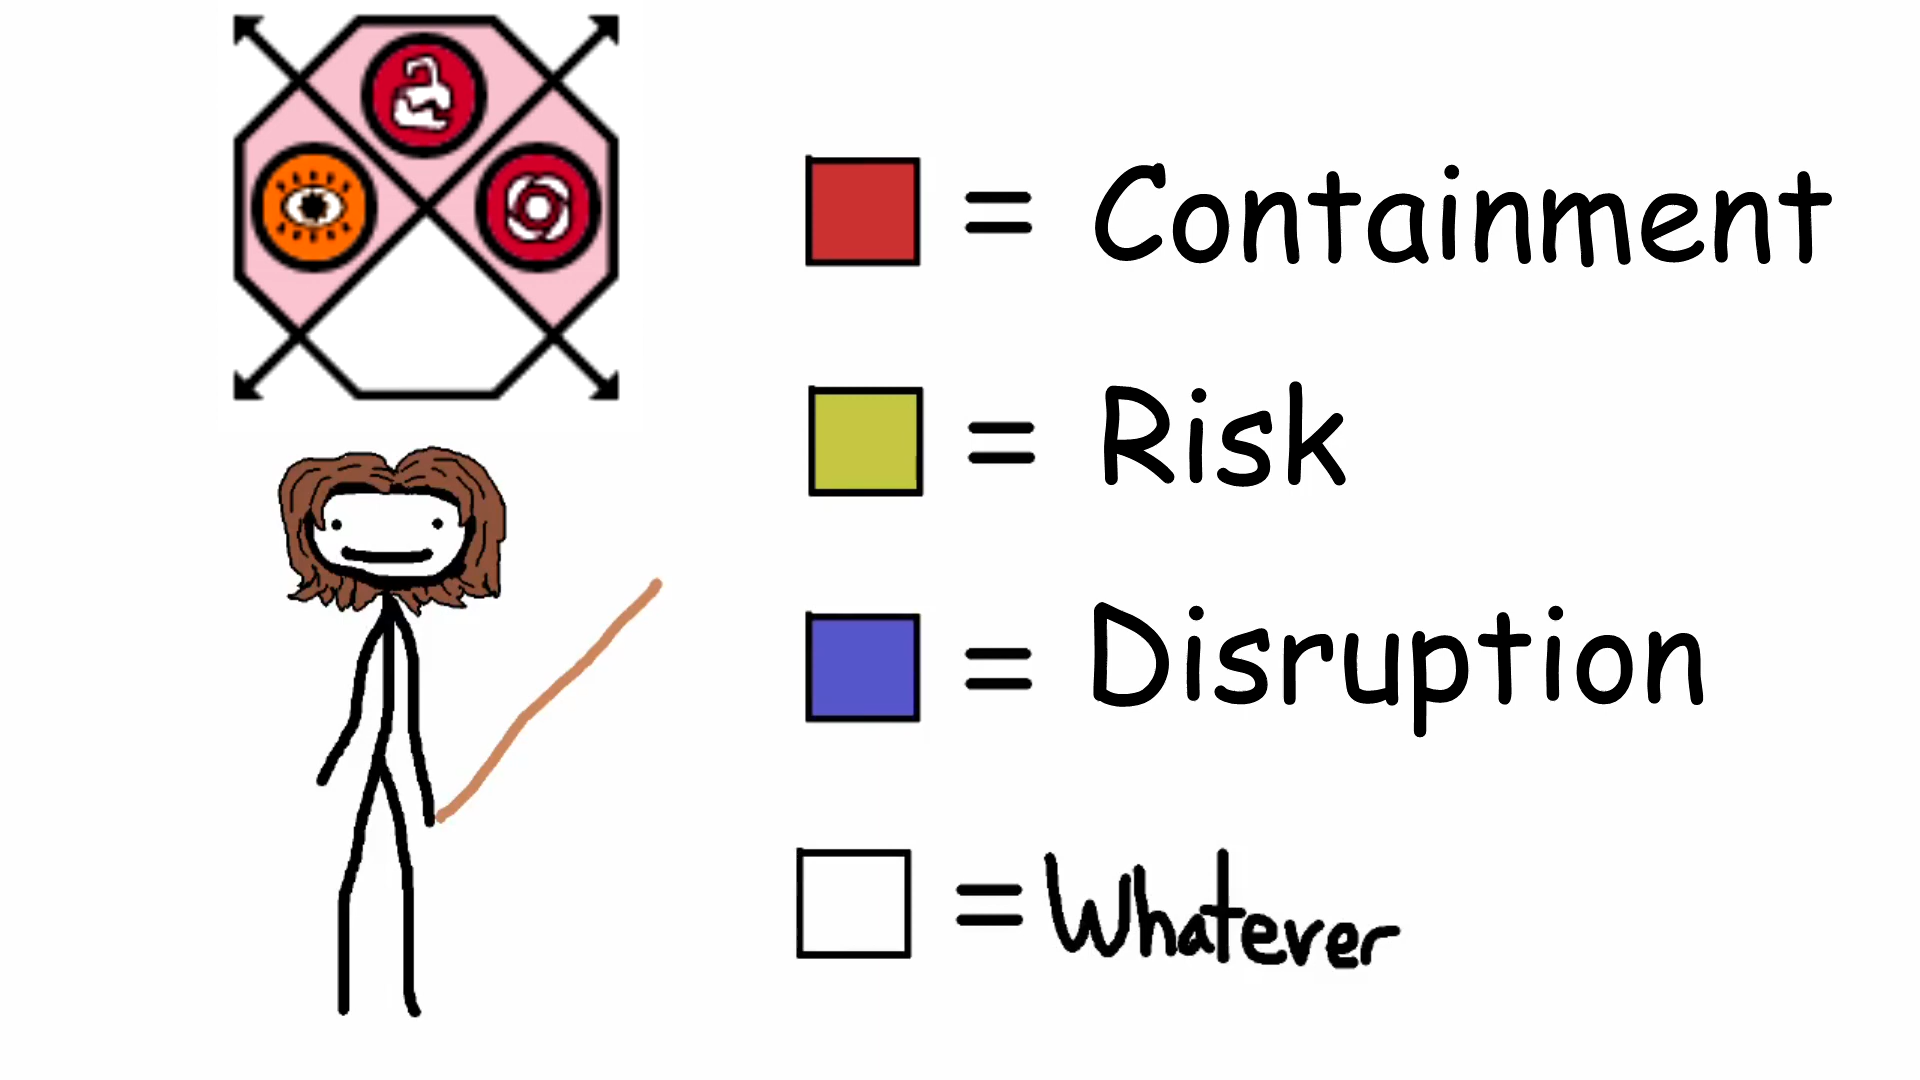 = Containment
= Risk
= Disruption
= Whatever